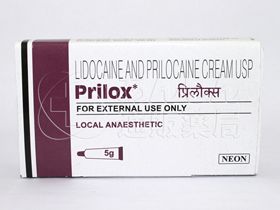 LIDOCAINE AND PRILOCAINE CREAM USP
Prilox* प्रिलौक्स
FOR EXTERNAL USE ONLY
LOCAL ANAESTHETIC
5g
NEON